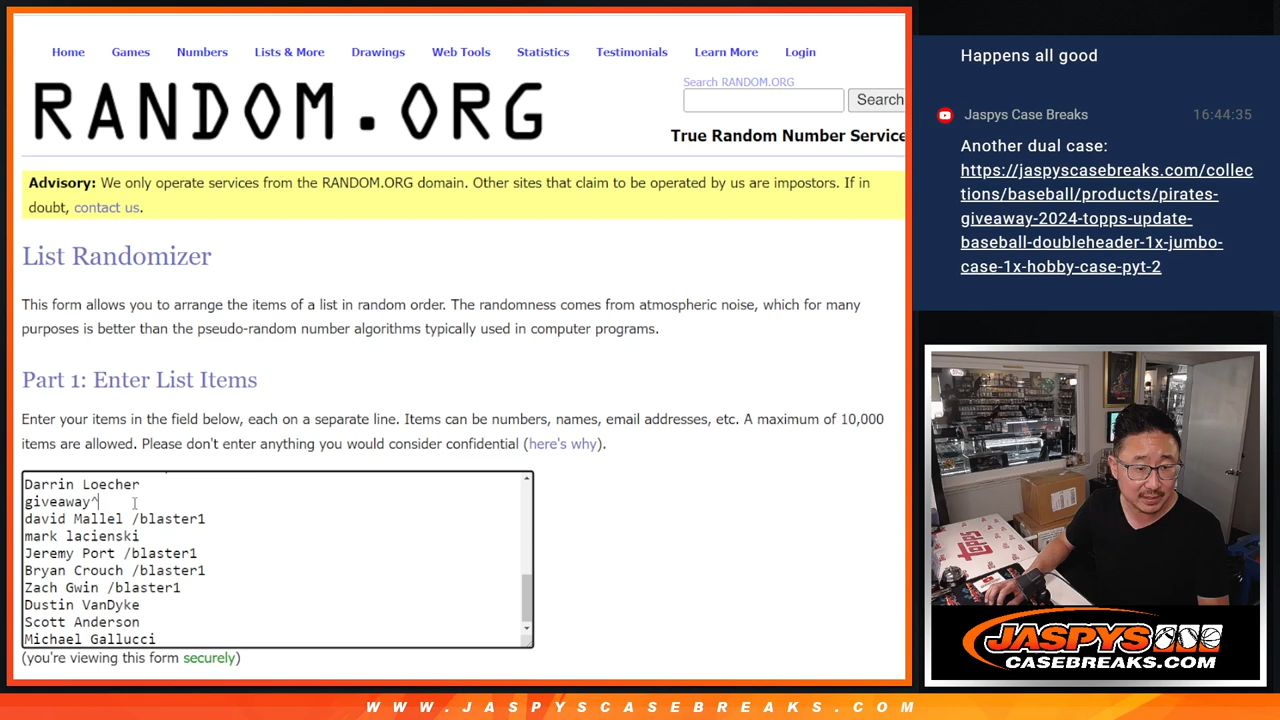 Home Games Numbers Lists & More Drawings Web Tools Statistics Testimonials Learn More Login
RANDOM.ORG
Search RANDOM.ORG
Search
True Random Number Service
Advisory: We only operate services from the RANDOM.ORG domain. Other sites that claim to be operated by us are impostors. If in
doubt, contact us.
List Randomizer
This form allows you to arrange the items of a list in random order. The randomness comes from atmospheric noise, which for many
purposes is better than the pseudo-random number algorithms typically used in computer programs.
Part 1: Enter List Items
Enter your items in the field below, each on a separate line. Items can be numbers, names, email addresses, etc. A maximum of 10,000
items are allowed. Please don't enter anything you would consider confidential (here's why).
Darrin Loecher
giveaway^
david Mallel /blaster1
mark lacienski
Jeremy Port /blaster1
Bryan Crouch /blaster1
Zach Gwin /blaster1
Dustin VanDyke
Scott Anderson
Michael Gallucci
(you're viewing this form securely)
Happens all good
Jaspys Case Breaks 16:44:35
Another dual case:
https://jaspyscasebreaks.com/collec
tions/baseball/products/pirates-
giveaway-2024-topps-update-
baseball-doubleheader-1x-jumbo-
case-1x-hobby-case-pyt-2
topps
JASPYS
CASEBREAKS.COM
WWW.JASPYSCASEBREAKS.COM